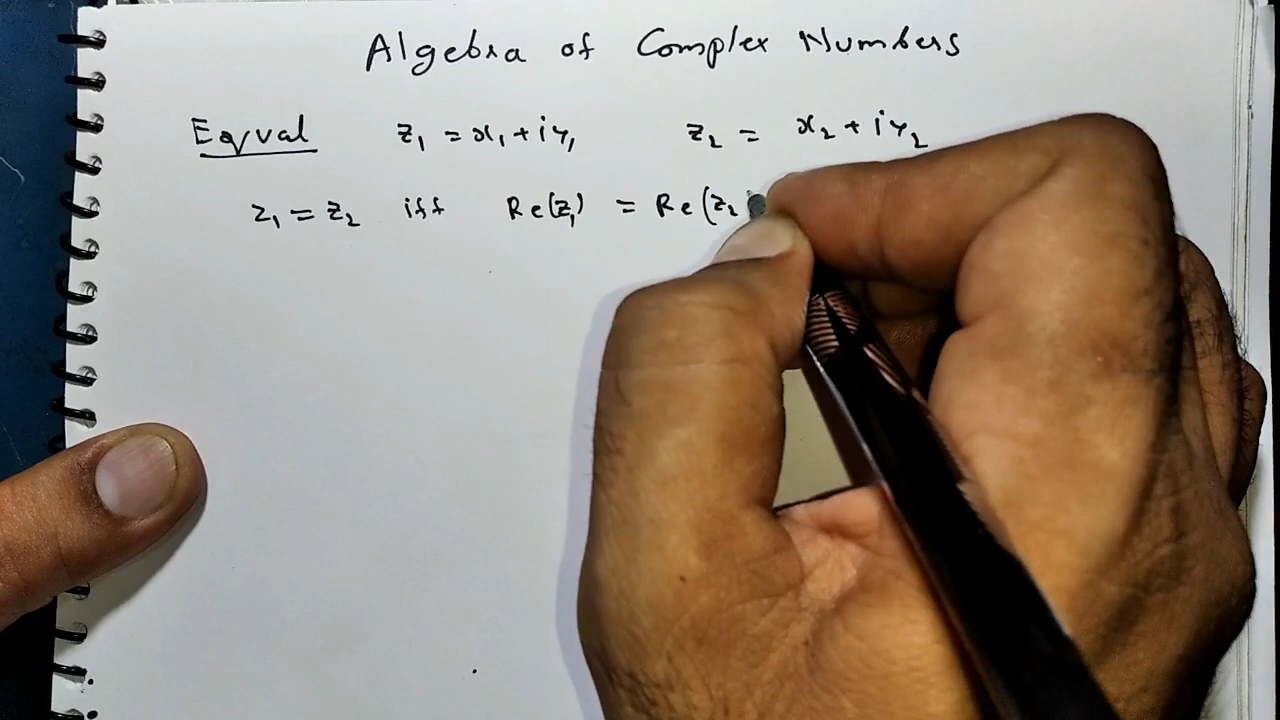 Algebra of Complex Numbers
Equal z₁ = x₁ + iy₁ z₂ = x₂ + iy₂
z₁ = z₂ iff Re(z₁) = Re(z₂